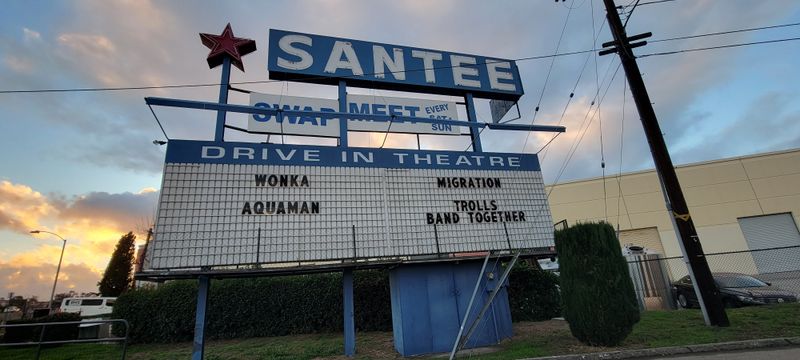 SANTEE
SWAP MEET EVERY
SAT.
SUN
DRIVE IN THEATRE
WONKA
AQUAMAN
MIGRATION
TROLLS
BAND TOGETHER